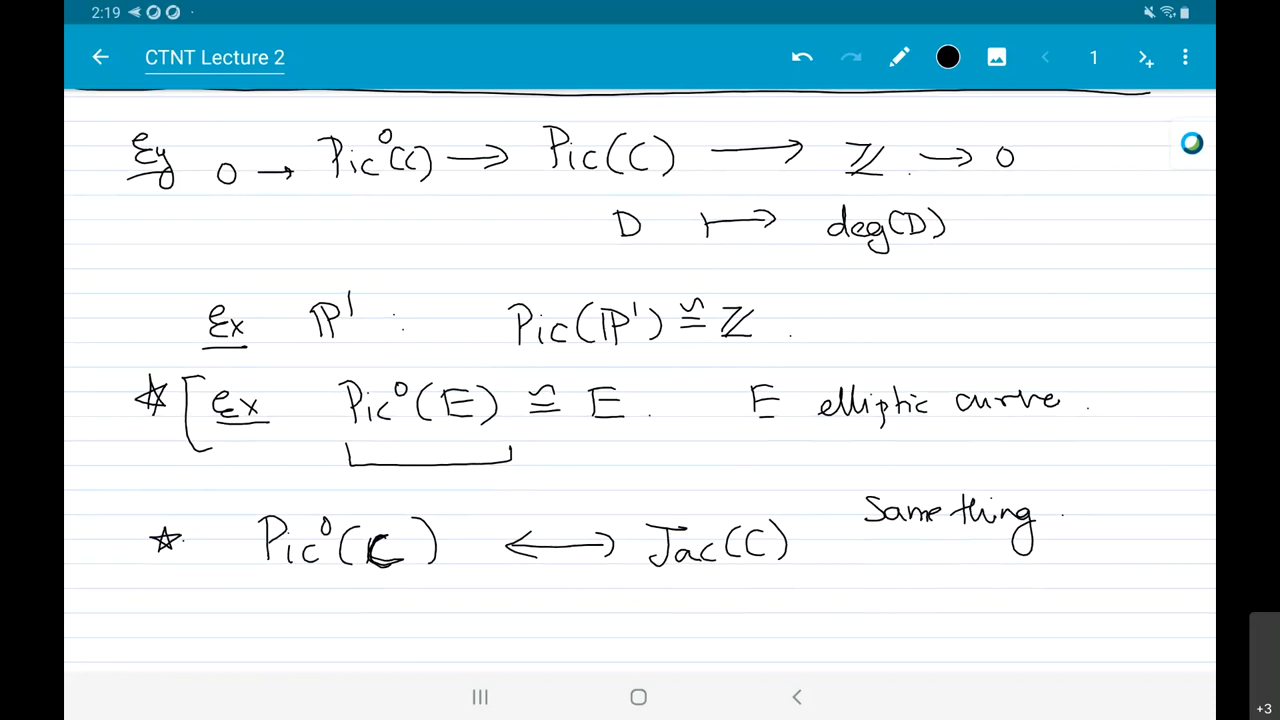 2:19
CTNT Lecture 2
1
Eg 0 → Pic⁰(C) → Pic(C) → ℤ → 0
D ↦ deg(D)
Ex ℙ¹ : Pic(ℙ¹) ≅ ℤ .
☆ [ Ex Pic⁰(E) ≅ E . E elliptic curve .
☆ Pic⁰(C) ⟷ Jac(C) Same thing .
+3